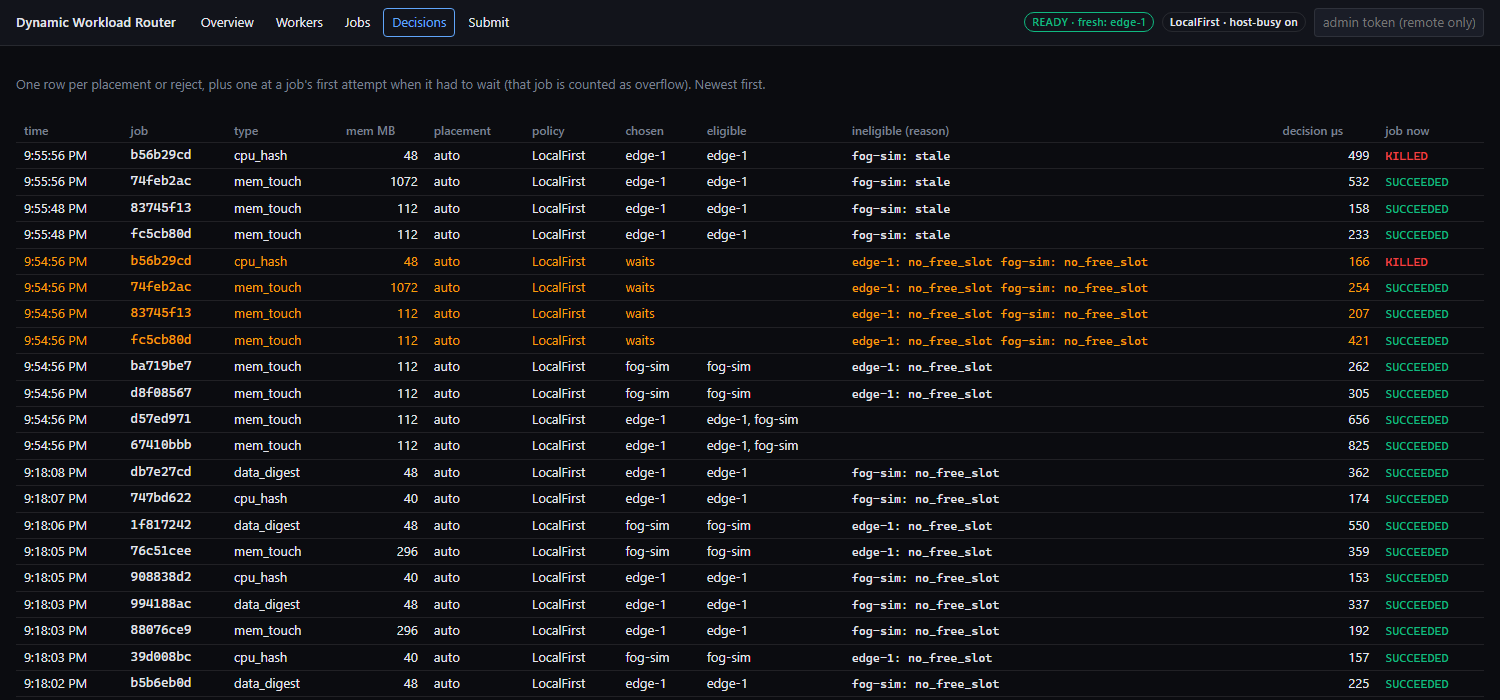 Dynamic Workload Router Overview Workers Jobs Decisions Submit READY · fresh: edge-1 LocalFirst · host-busy on admin token (remote only)
One row per placement or reject, plus one at a job's first attempt when it had to wait (that job is counted as overflow). Newest first.
time job type mem MB placement policy chosen eligible ineligible (reason) decision µs job now
9:55:56 PM b56b29cd cpu_hash 48 auto LocalFirst edge-1 edge-1 fog-sim: stale 499 KILLED
9:55:56 PM 74feb2ac mem_touch 1072 auto LocalFirst edge-1 edge-1 fog-sim: stale 532 SUCCEEDED
9:55:48 PM 83745f13 mem_touch 112 auto LocalFirst edge-1 edge-1 fog-sim: stale 158 SUCCEEDED
9:55:48 PM fc5cb80d mem_touch 112 auto LocalFirst edge-1 edge-1 fog-sim: stale 233 SUCCEEDED
9:54:56 PM b56b29cd cpu_hash 48 auto LocalFirst waits edge-1: no_free_slot fog-sim: no_free_slot 166 KILLED
9:54:56 PM 74feb2ac mem_touch 1072 auto LocalFirst waits edge-1: no_free_slot fog-sim: no_free_slot 254 SUCCEEDED
9:54:56 PM 83745f13 mem_touch 112 auto LocalFirst waits edge-1: no_free_slot fog-sim: no_free_slot 207 SUCCEEDED
9:54:56 PM fc5cb80d mem_touch 112 auto LocalFirst waits edge-1: no_free_slot fog-sim: no_free_slot 421 SUCCEEDED
9:54:56 PM ba719be7 mem_touch 112 auto LocalFirst fog-sim fog-sim edge-1: no_free_slot 262 SUCCEEDED
9:54:56 PM d8f08567 mem_touch 112 auto LocalFirst fog-sim fog-sim edge-1: no_free_slot 305 SUCCEEDED
9:54:56 PM d57ed971 mem_touch 112 auto LocalFirst edge-1 edge-1, fog-sim 656 SUCCEEDED
9:54:56 PM 67410bbb mem_touch 112 auto LocalFirst edge-1 edge-1, fog-sim 825 SUCCEEDED
9:18:08 PM db7e27cd data_digest 48 auto LocalFirst edge-1 edge-1 fog-sim: no_free_slot 362 SUCCEEDED
9:18:07 PM 747bd622 cpu_hash 40 auto LocalFirst edge-1 edge-1 fog-sim: no_free_slot 174 SUCCEEDED
9:18:06 PM 1f817242 data_digest 48 auto LocalFirst fog-sim fog-sim edge-1: no_free_slot 550 SUCCEEDED
9:18:05 PM 76c51cee mem_touch 296 auto LocalFirst fog-sim fog-sim edge-1: no_free_slot 359 SUCCEEDED
9:18:05 PM 908838d2 cpu_hash 40 auto LocalFirst edge-1 edge-1 fog-sim: no_free_slot 153 SUCCEEDED
9:18:03 PM 994188ac data_digest 48 auto LocalFirst edge-1 edge-1 fog-sim: no_free_slot 337 SUCCEEDED
9:18:03 PM 88076ce9 mem_touch 296 auto LocalFirst edge-1 edge-1 fog-sim: no_free_slot 192 SUCCEEDED
9:18:03 PM 39d008bc cpu_hash 40 auto LocalFirst fog-sim fog-sim edge-1: no_free_slot 157 SUCCEEDED
9:18:02 PM b5b6eb0d data_digest 48 auto LocalFirst edge-1 edge-1 fog-sim: no_free_slot 225 SUCCEEDED